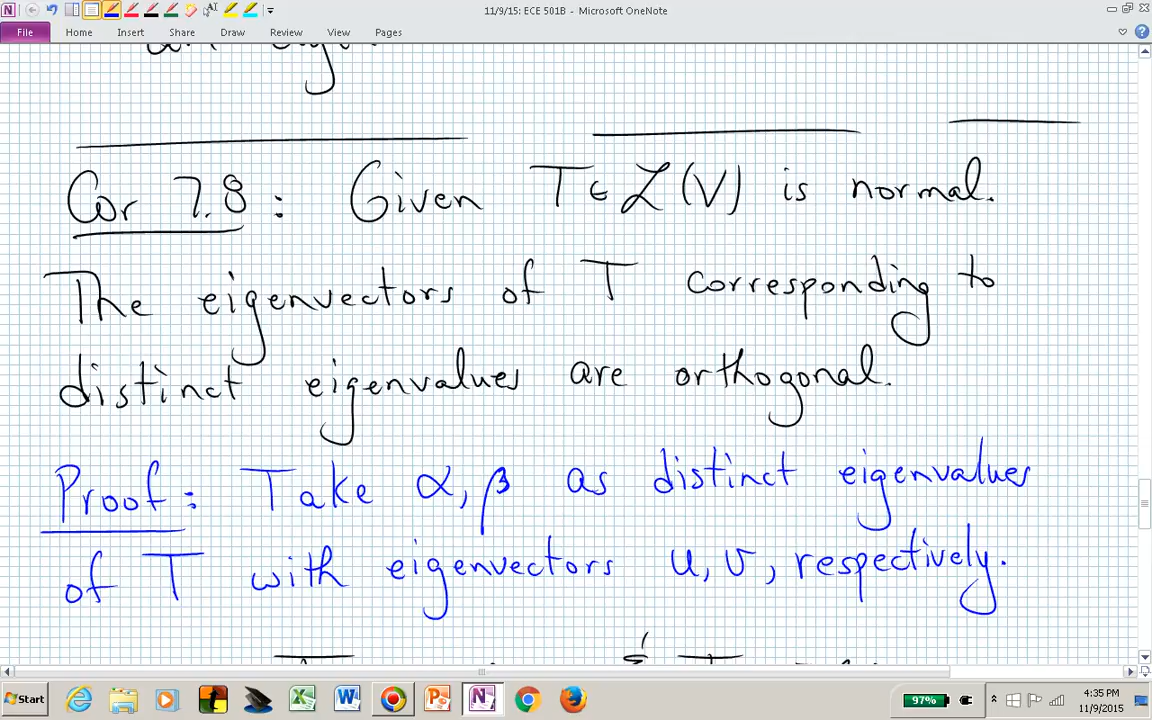 11/9/15: ECE 501B - Microsoft OneNote
File Home Insert Share Draw Review View Pages
Cor 7.8: Given T∈ℒ(V) is normal.
The eigenvectors of T corresponding to
distinct eigenvalues are orthogonal.
Proof: Take α, β as distinct eigenvalues
of T with eigenvectors u, v, respectively.
Start
97%
4:35 PM
11/9/2015